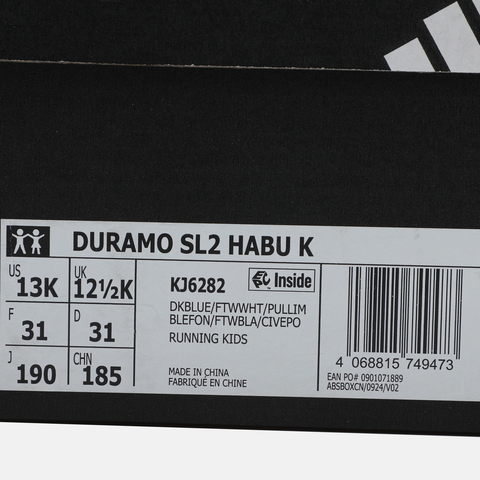 DURAMO SL2 HABU K
US 13K UK 12½K
F 31 D 31
J 190 CHN 185
KJ6282 Inside
DKBLUE/FTWWHT/PULLIM
BLEFON/FTWBLA/CIVEPO
RUNNING KIDS
MADE IN CHINA
FABRIQUÉ EN CHINE
4 068815 749473
EAN PO# 0901071889
ABSBOXCN/0924/V02